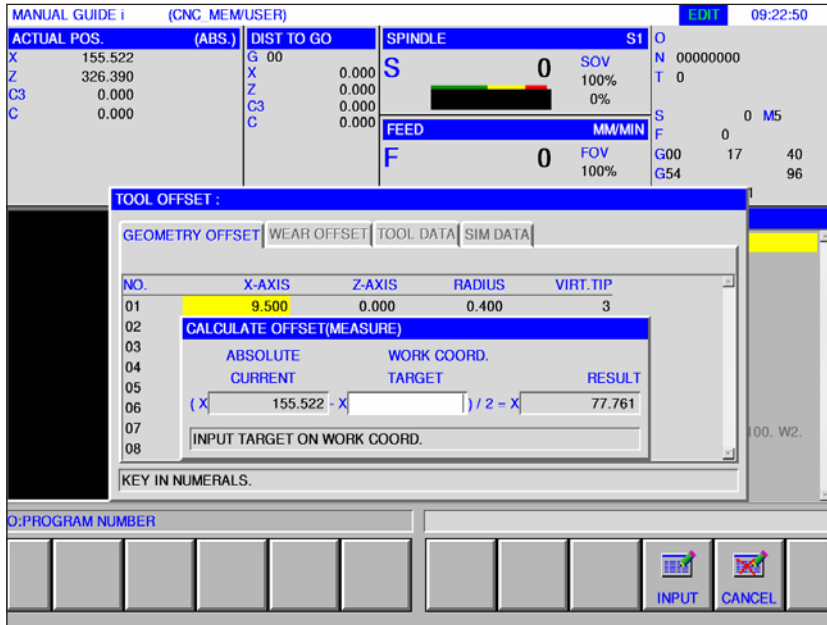 MANUAL GUIDE i (CNC_MEM/USER) EDIT 09:22:50
ACTUAL POS. (ABS.) DIST TO GO SPINDLE S1 O
X 155.522 G 00 N 00000000
Z 326.390 X 0.000 S 0 SOV T 0
C3 0.000 Z 0.000 100%
C 0.000 C3 0.000 0%
C 0.000 S 0 M5
FEED MM/MIN F 0
F 0 FOV G00 17 40
100% G54 96
1
TOOL OFFSET :
GEOMETRY OFFSET WEAR OFFSET TOOL DATA SIM DATA
NO. X-AXIS Z-AXIS RADIUS VIRT.TIP
01 9.500 0.000 0.400 3
02
03
04
05
06
07
08
CALCULATE OFFSET(MEASURE)
ABSOLUTE WORK COORD.
CURRENT TARGET RESULT
( X 155.522 - X ) / 2 = X 77.761
INPUT TARGET ON WORK COORD.
100. W2.
KEY IN NUMERALS.
O:PROGRAM NUMBER
INPUT CANCEL